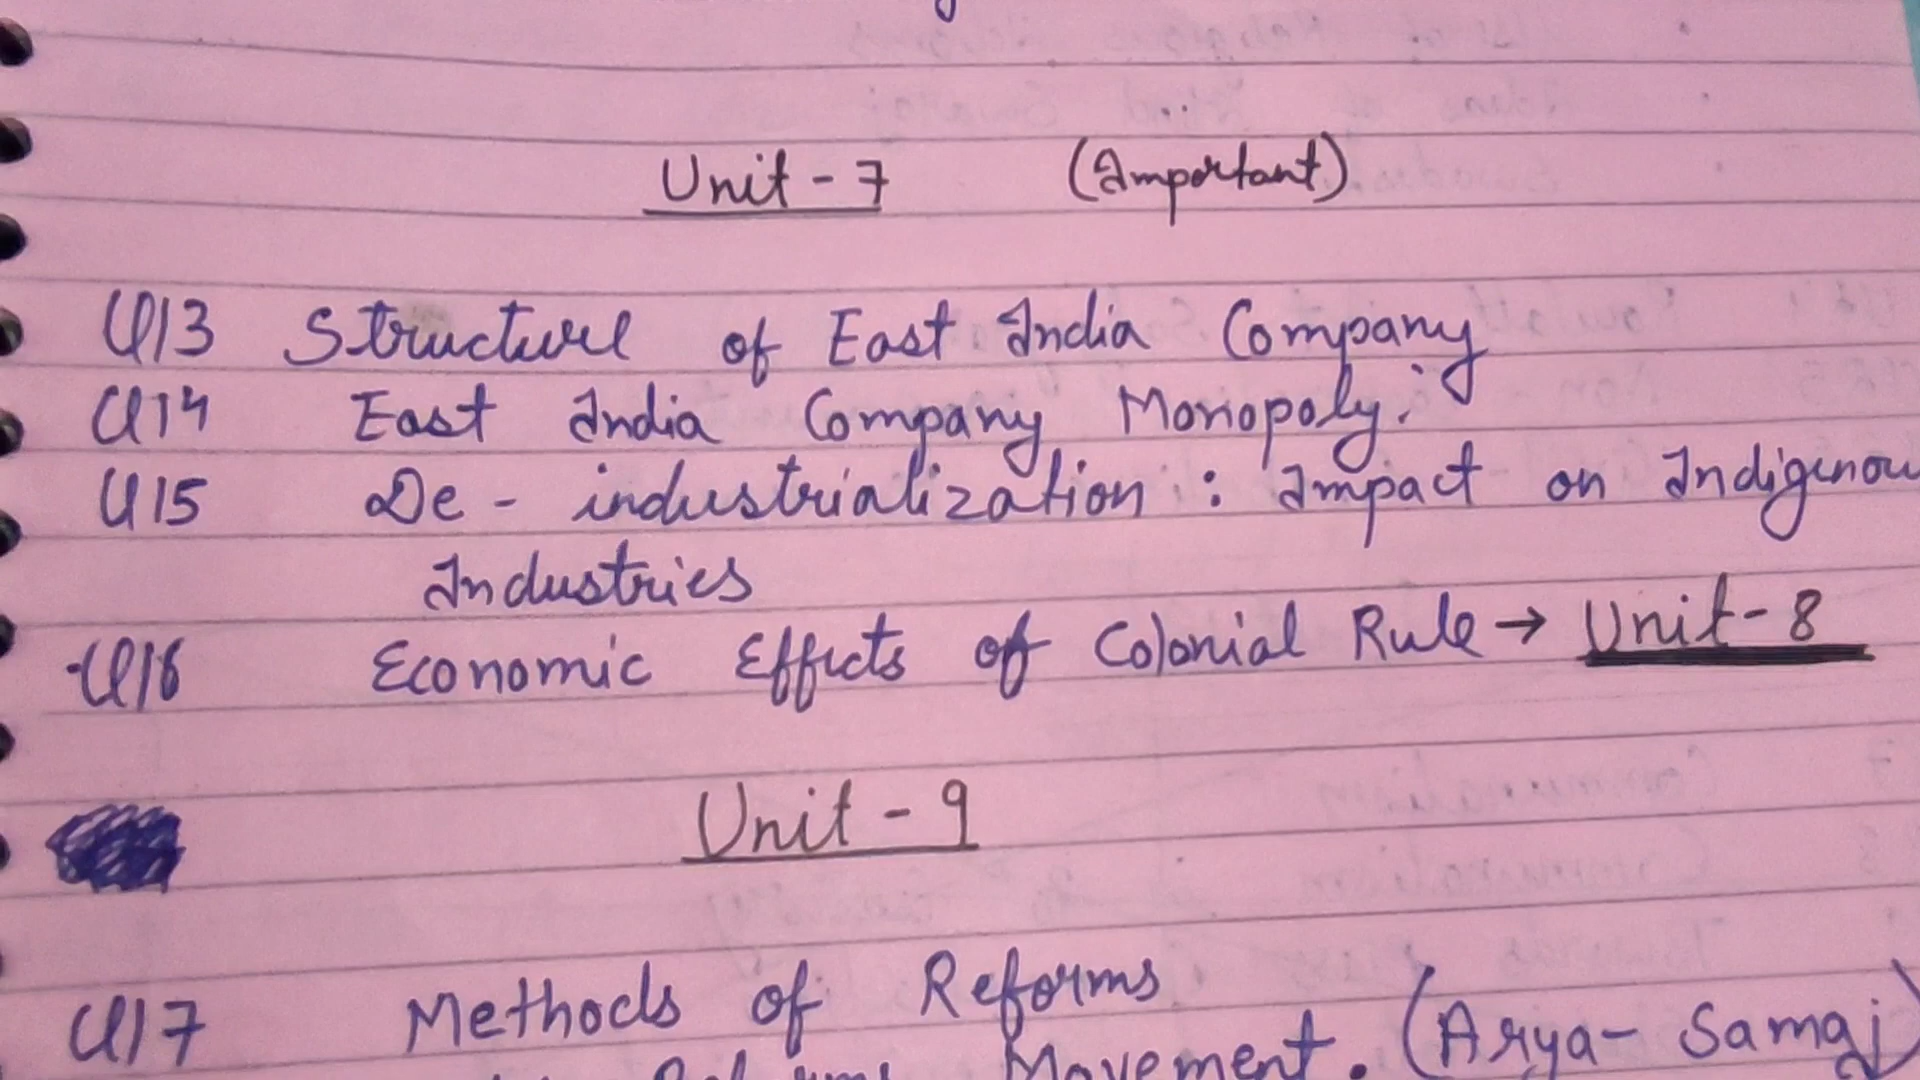 Unit - 7 (Important)
U13 Structure of East India Company
U14 East India Company Monopoly.
U15 De - industrialization : Impact on Indigenou
Industries
U16 Economic Effects of Colonial Rule → Unit - 8
Unit - 9
U17 Methods of Reforms
Movement. (Arya - Samaj)